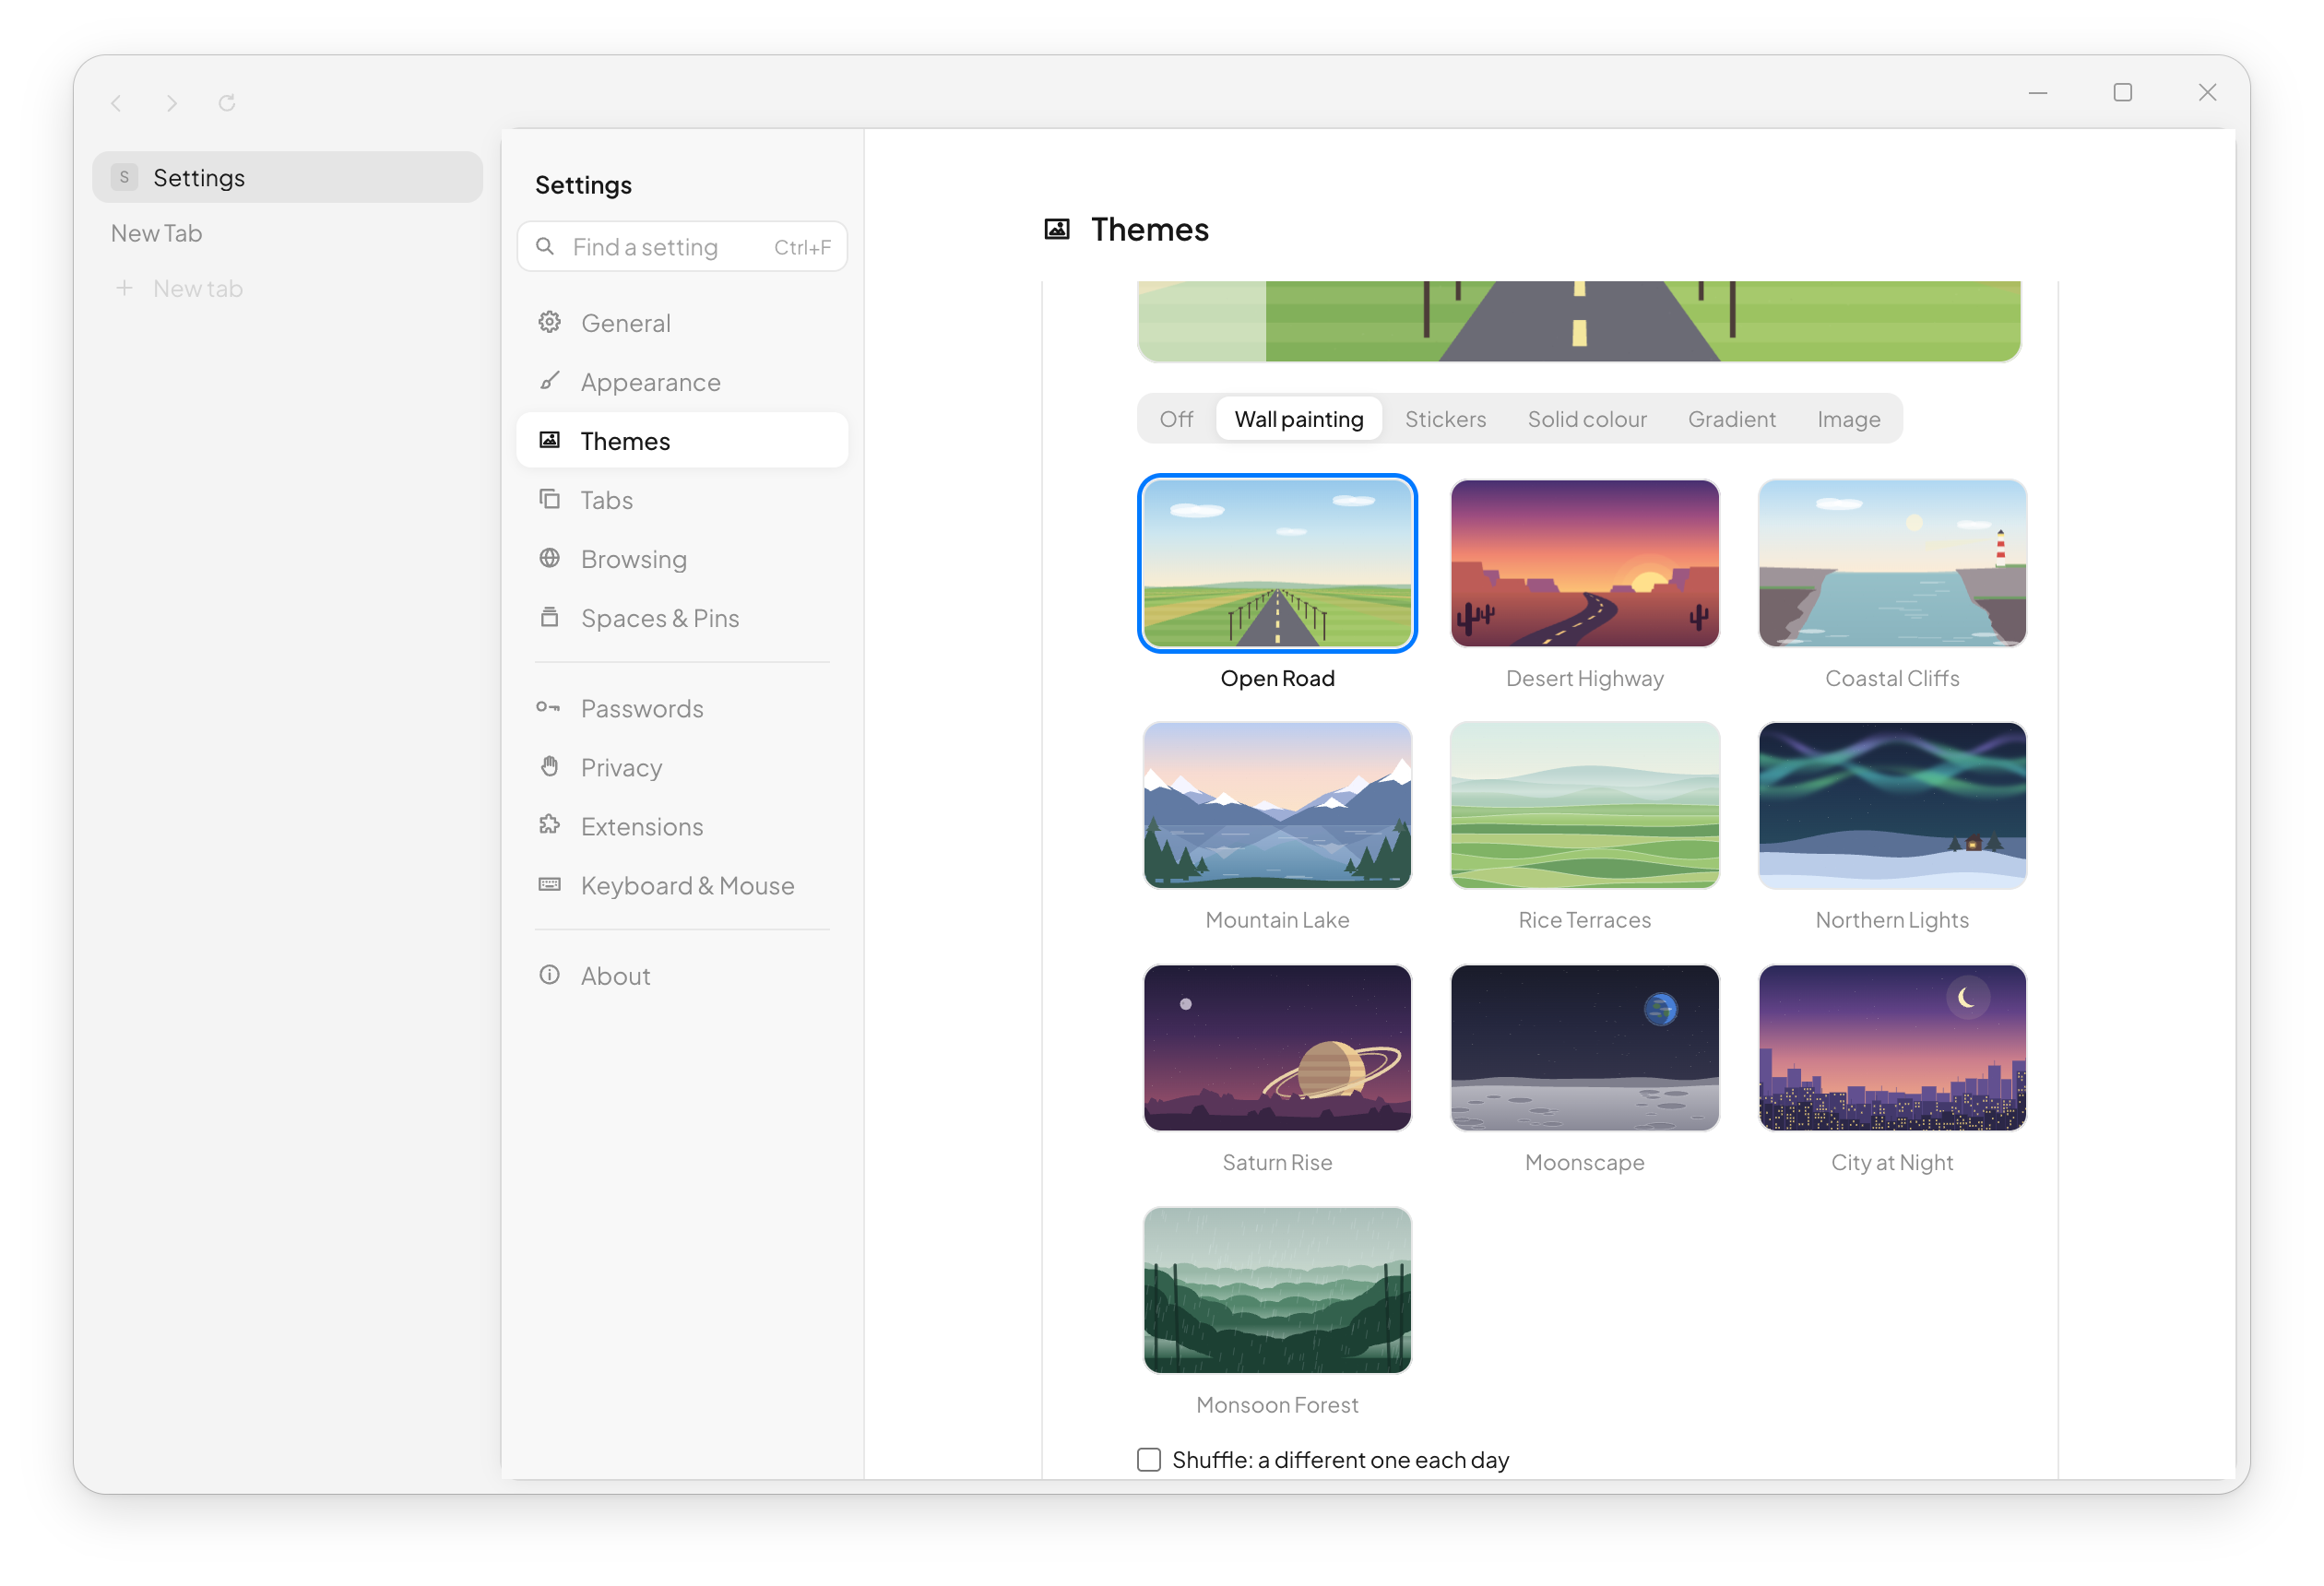 S Settings
New Tab
+ New tab
Settings
Find a setting Ctrl+F
General
Appearance
Themes
Tabs
Browsing
Spaces & Pins
Passwords
Privacy
Extensions
Keyboard & Mouse
About
Themes
Off Wall painting Stickers Solid colour Gradient Image
Open Road Desert Highway Coastal Cliffs
Mountain Lake Rice Terraces Northern Lights
Saturn Rise Moonscape City at Night
Monsoon Forest
Shuffle: a different one each day